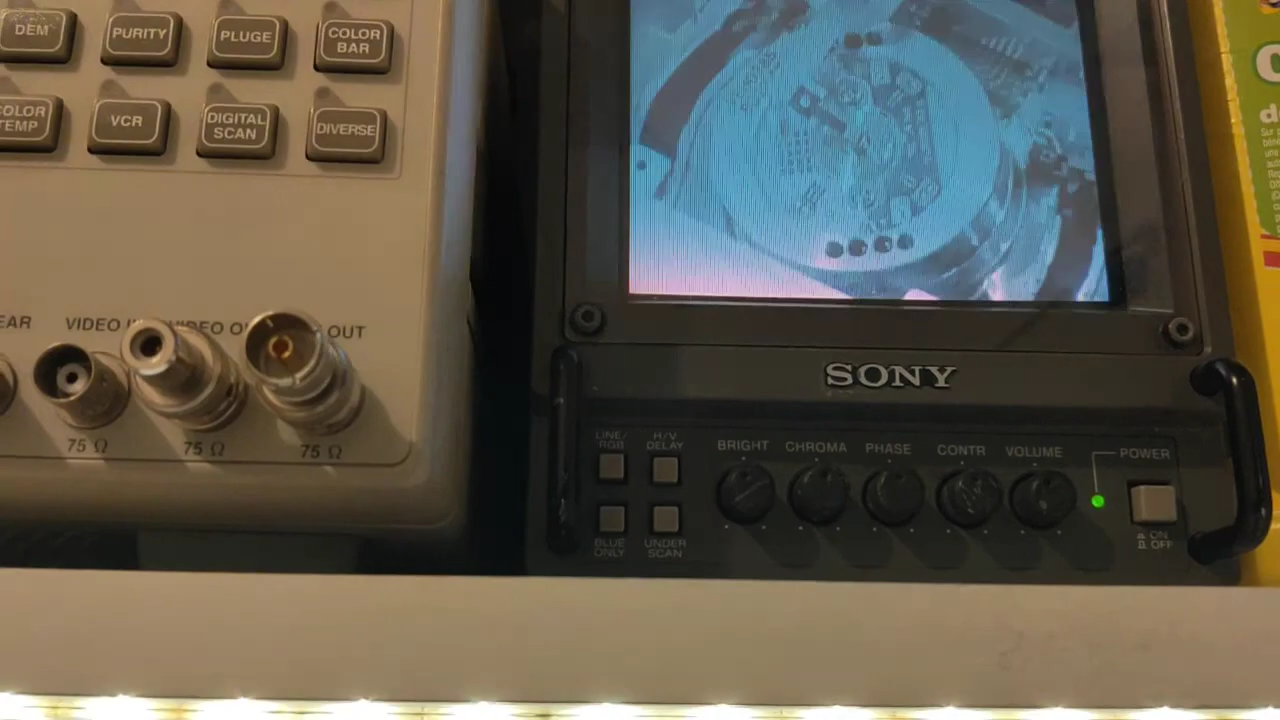 DEM
PURITY
PLUGE
COLOR
BAR
COLOR
TEMP
VCR
DIGITAL
SCAN
DIVERSE
VIDEO
VIDEO
OUT
75 Ω
75 Ω
75 Ω
SONY
LINE/
RGB
H/V
DELAY
BLUE
ONLY
UNDER
SCAN
BRIGHT
CHROMA
PHASE
CONTR
VOLUME
POWER
ON
OFF